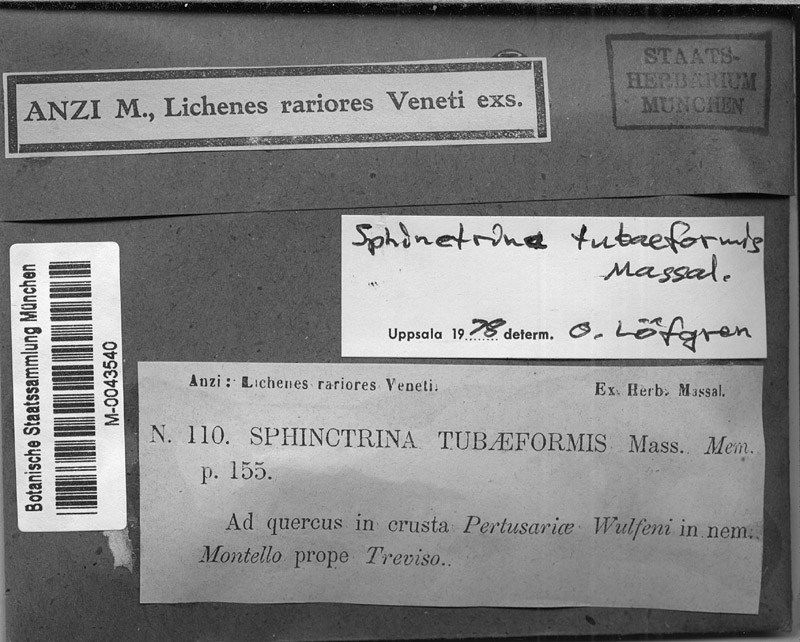 STAATS-
HERBARIUM
MÜNCHEN
ANZI M., Lichenes rariores Veneti exs.
Sphinctrina tubaeformis
Massal.
Uppsala 1978 determ. O. Löfgren
Botanische Staatssammlung München
M-0043540
Anzi: Lichenes rariores Veneti. Ex Herb. Massal.
N. 110. SPHINCTRINA TUBÆFORMIS Mass. Mem.
p. 155.
Ad quercus in crusta Pertusariæ Wulfeni in nem.
Montello prope Treviso..